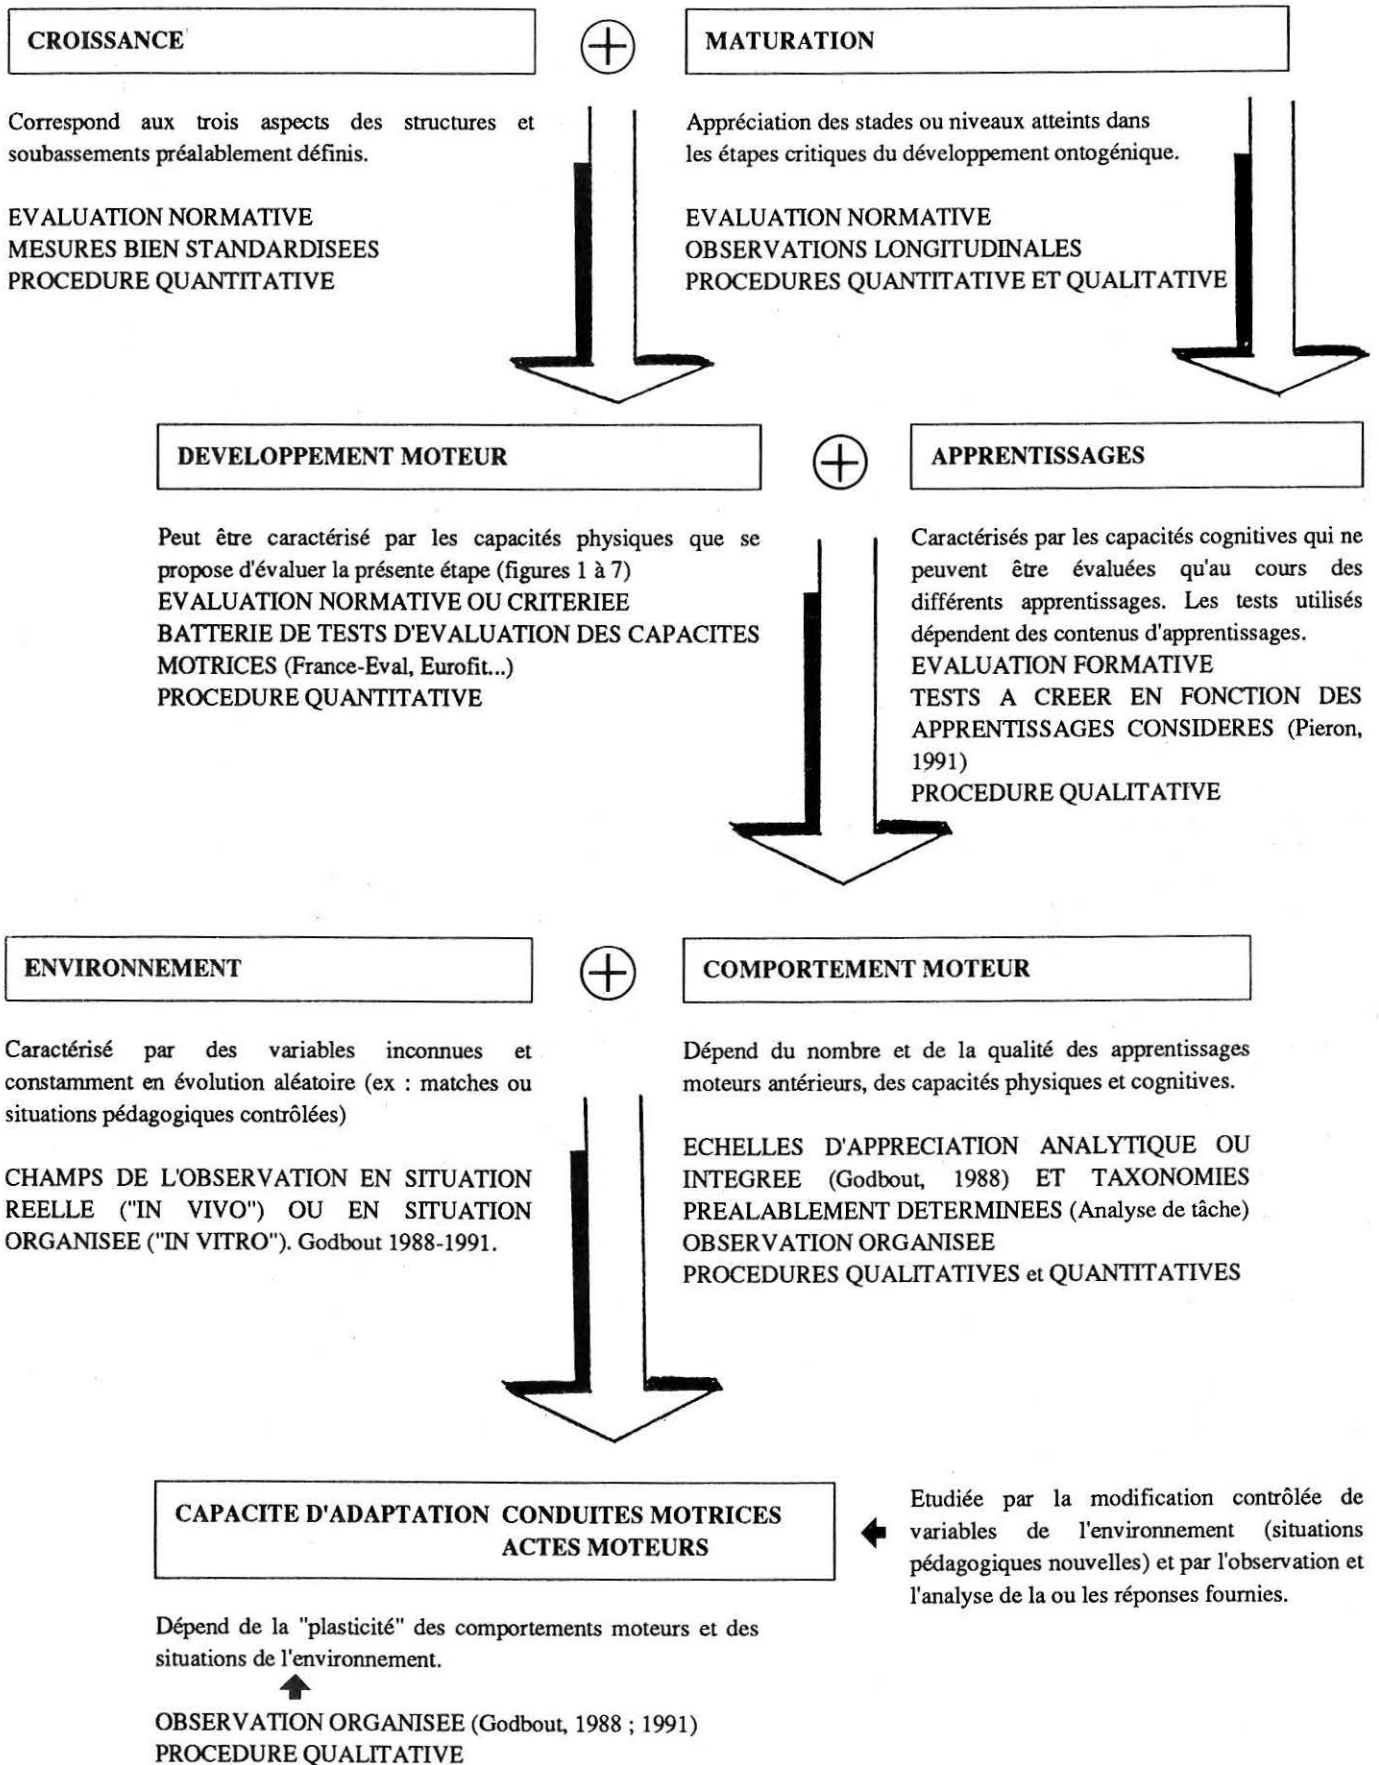 CROISSANCE
MATURATION
Correspond aux trois aspects des structures et
soubassements préalablement définis.
EVALUATION NORMATIVE
MESURES BIEN STANDARDISEES
PROCEDURE QUANTITATIVE
Appréciation des stades ou niveaux atteints dans
les étapes critiques du développement ontogénique.
EVALUATION NORMATIVE
OBSERVATIONS LONGITUDINALES
PROCEDURES QUANTITATIVE ET QUALITATIVE
DEVELOPPEMENT MOTEUR
APPRENTISSAGES
Peut être caractérisé par les capacités physiques que se
propose d'évaluer la présente étape (figures 1 à 7)
EVALUATION NORMATIVE OU CRITERIEE
BATTERIE DE TESTS D'EVALUATION DES CAPACITES
MOTRICES (France-Eval, Eurofit...)
PROCEDURE QUANTITATIVE
Caractérisés par les capacités cognitives qui ne
peuvent être évaluées qu'au cours des
différents apprentissages. Les tests utilisés
dépendent des contenus d'apprentissages.
EVALUATION FORMATIVE
TESTS A CREER EN FONCTION DES
APPRENTISSAGES CONSIDERES (Pieron,
1991)
PROCEDURE QUALITATIVE
ENVIRONNEMENT
COMPORTEMENT MOTEUR
Caractérisé par des variables inconnues et
constamment en évolution aléatoire (ex : matches ou
situations pédagogiques contrôlées)
CHAMPS DE L'OBSERVATION EN SITUATION
REELLE ("IN VIVO") OU EN SITUATION
ORGANISEE ("IN VITRO"). Godbout 1988-1991.
Dépend du nombre et de la qualité des apprentissages
moteurs antérieurs, des capacités physiques et cognitives.
ECHELLES D'APPRECIATION ANALYTIQUE OU
INTEGREE (Godbout, 1988) ET TAXONOMIES
PREALABLEMENT DETERMINEES (Analyse de tâche)
OBSERVATION ORGANISEE
PROCEDURES QUALITATIVES et QUANTITATIVES
CAPACITE D'ADAPTATION CONDUITES MOTRICES
ACTES MOTEURS
Etudiée par la modification contrôlée de
variables de l'environnement (situations
pédagogiques nouvelles) et par l'observation et
l'analyse de la ou les réponses fournies.
Dépend de la "plasticité" des comportements moteurs et des
situations de l'environnement.
OBSERVATION ORGANISEE (Godbout, 1988 ; 1991)
PROCEDURE QUALITATIVE